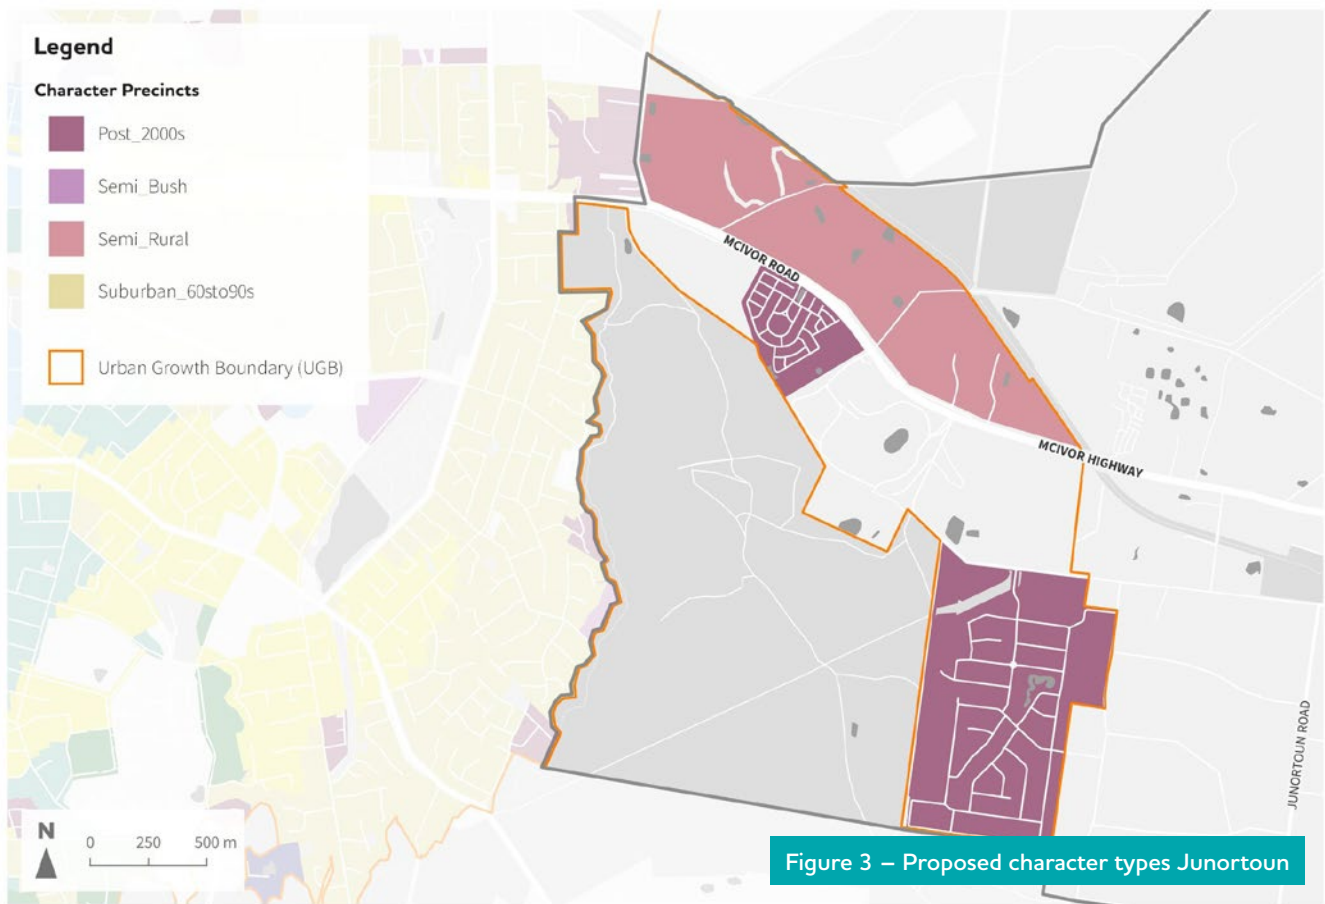 Legend
Character Precincts
Post_2000s
Semi_Bush
Semi_Rural
Suburban_60sto90s
Urban Growth Boundary (UGB)
MCIVOR ROAD
MCIVOR HIGHWAY
JUNORTOUN ROAD
N
0 250 500 m
Figure 3 – Proposed character types Junortoun